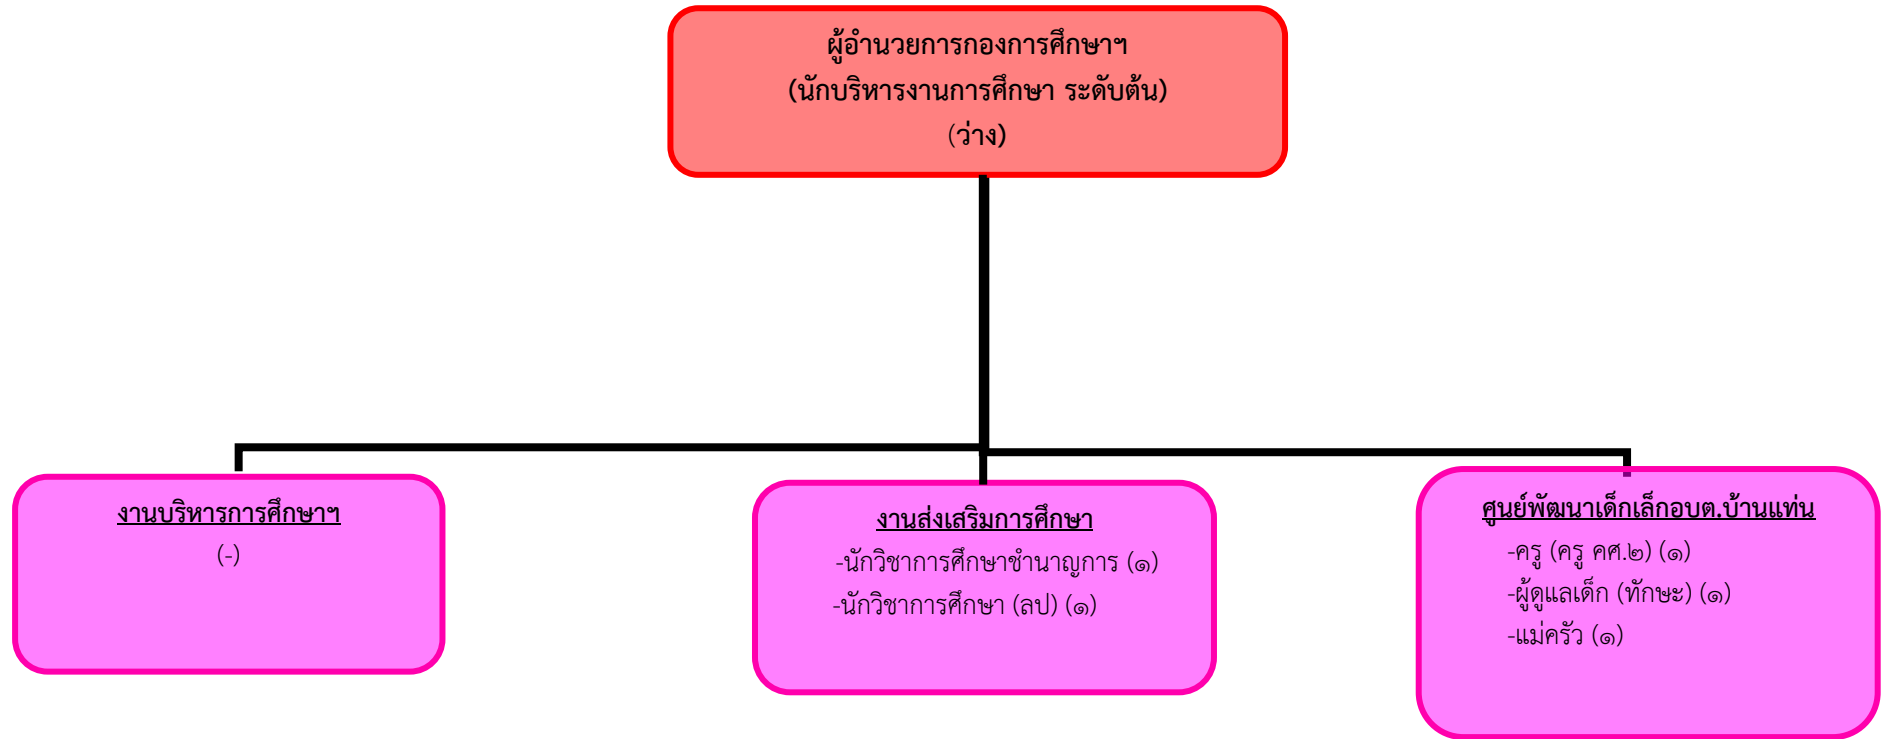 ผู้อำนวยการกองการศึกษาฯ
(นักบริหารงานการศึกษา ระดับต้น)
(ว่าง)
งานบริหารการศึกษาฯ
(-)
งานส่งเสริมการศึกษา
-นักวิชาการศึกษาชำนาญการ (๑)
-นักวิชาการศึกษา (ลป) (๑)
ศูนย์พัฒนาเด็กเล็กอบต.บ้านแท่น
-ครู (ครู คศ.๒) (๑)
-ผู้ดูแลเด็ก (ทักษะ) (๑)
-แม่ครัว (๑)